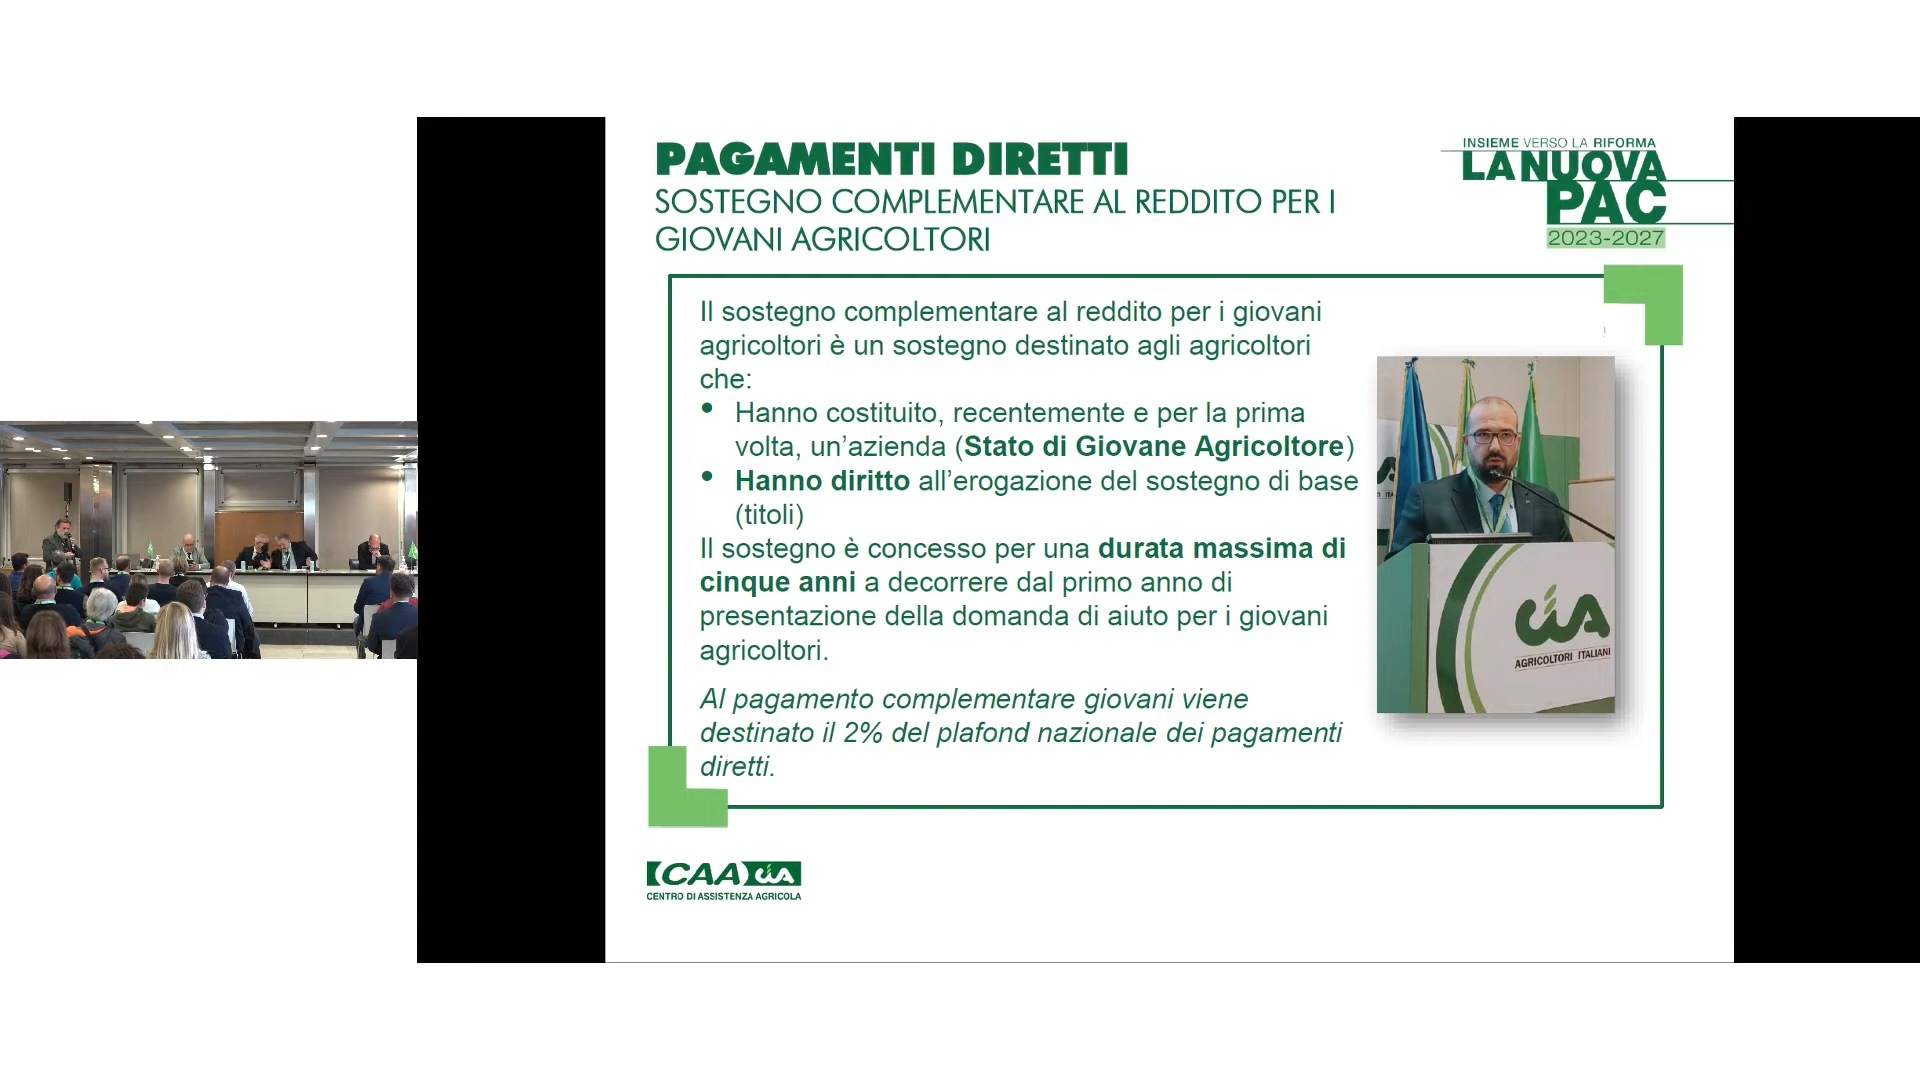 PAGAMENTI DIRETTI
SOSTEGNO COMPLEMENTARE AL REDDITO PER I
GIOVANI AGRICOLTORI
INSIEME VERSO LA RIFORMA
LA NUOVA
PAC
2023-2027
Il sostegno complementare al reddito per i giovani
agricoltori è un sostegno destinato agli agricoltori
che:
• Hanno costituito, recentemente e per la prima
volta, un’azienda (Stato di Giovane Agricoltore)
• Hanno diritto all’erogazione del sostegno di base
(titoli)
Il sostegno è concesso per una durata massima di
cinque anni a decorrere dal primo anno di
presentazione della domanda di aiuto per i giovani
agricoltori.
Al pagamento complementare giovani viene
destinato il 2% del plafond nazionale dei pagamenti
diretti.
CIA
AGRICOLTORI ITALIANI
CAA CIA
CENTRO DI ASSISTENZA AGRICOLA